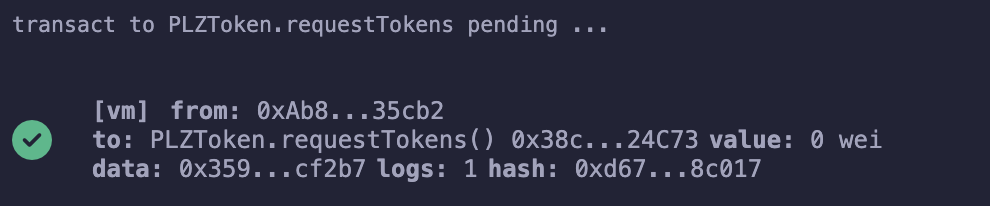 transact to PLZToken.requestTokens pending ...
[vm] from: 0xAb8...35cb2
to: PLZToken.requestTokens() 0x38c...24C73 value: 0 wei
data: 0x359...cf2b7 logs: 1 hash: 0xd67...8c017